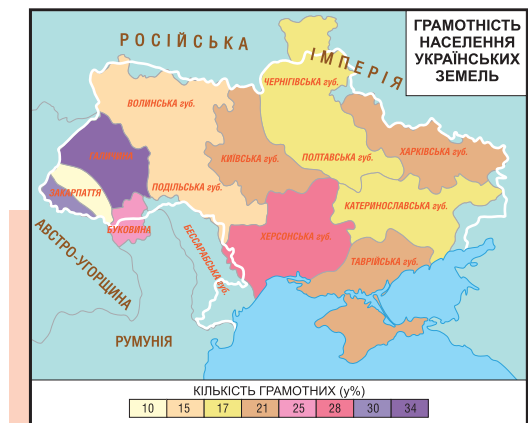 ГРАМОТНІСТЬ
НАСЕЛЕННЯ
УКРАЇНСЬКИХ
ЗЕМЕЛЬ
РОСІЙСЬКА
ІМПЕРІЯ
ЧЕРНІГІВСЬКА губ.
ВОЛИНСЬКА губ.
ГАЛИЧИНА
КИЇВСЬКА губ.
ПОЛТАВСЬКА губ.
ХАРКІВСЬКА губ.
ЗАКАРПАТТЯ
ПОДІЛЬСЬКА губ.
КАТЕРИНОСЛАВСЬКА губ.
БУКОВИНА
БЕССАРАБСЬКА губ.
ХЕРСОНСЬКА губ.
ТАВРІЙСЬКА губ.
АВСТРО-УГОРЩИНА
РУМУНІЯ
КІЛЬКІСТЬ ГРАМОТНИХ (у%)
10 15 17 21 25 28 30 34